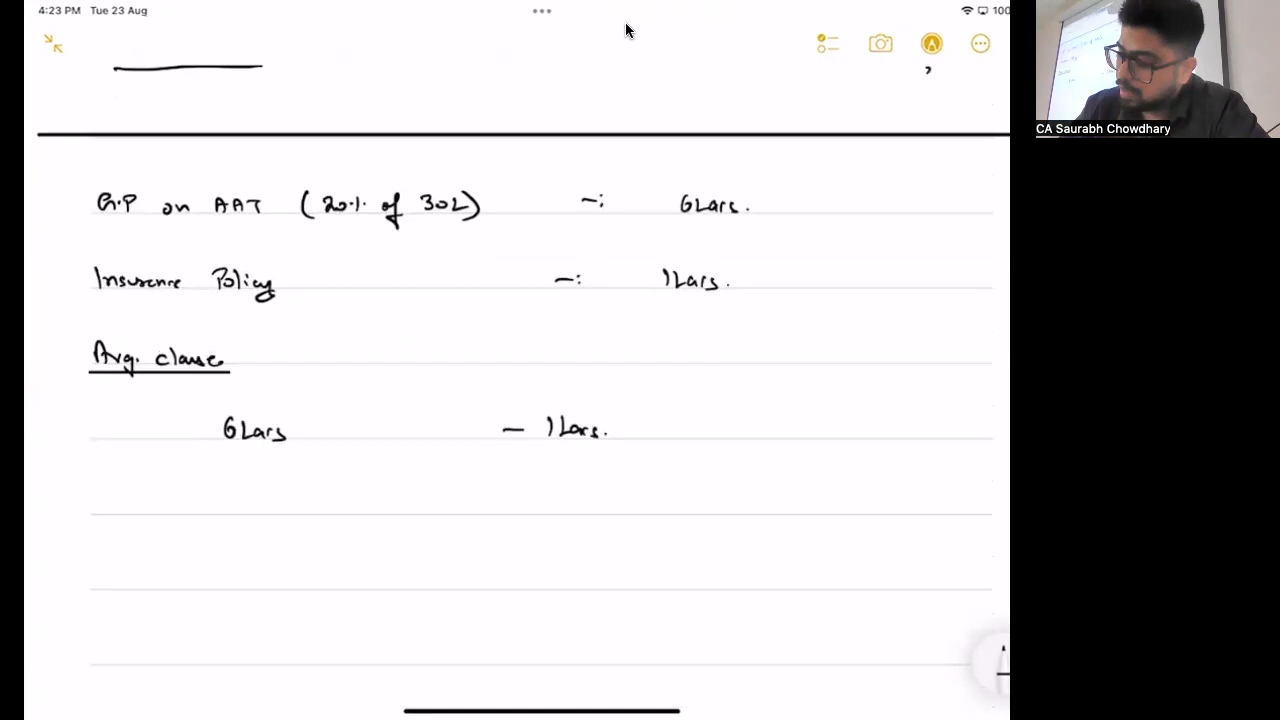 4:23 PM Tue 23 Aug
100
G.P on AAT (20% of 30L) -: 6Lacs.
Insurance Policy -: 1Lacs.
Avg. clause
6Lacs - 1Lacs.
CA Saurabh Chowdhary